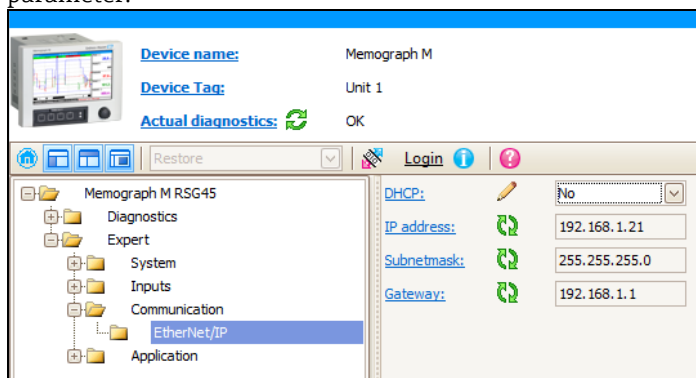 parameter.
Device name: Memograph M
Device Tag: Unit 1
Actual diagnostics: OK
Restore Login
Memograph M RSG45
Diagnostics
Expert
System
Inputs
Communication
EtherNet/IP
Application
DHCP: No
IP address: 192.168.1.21
Subnetmask: 255.255.255.0
Gateway: 192.168.1.1